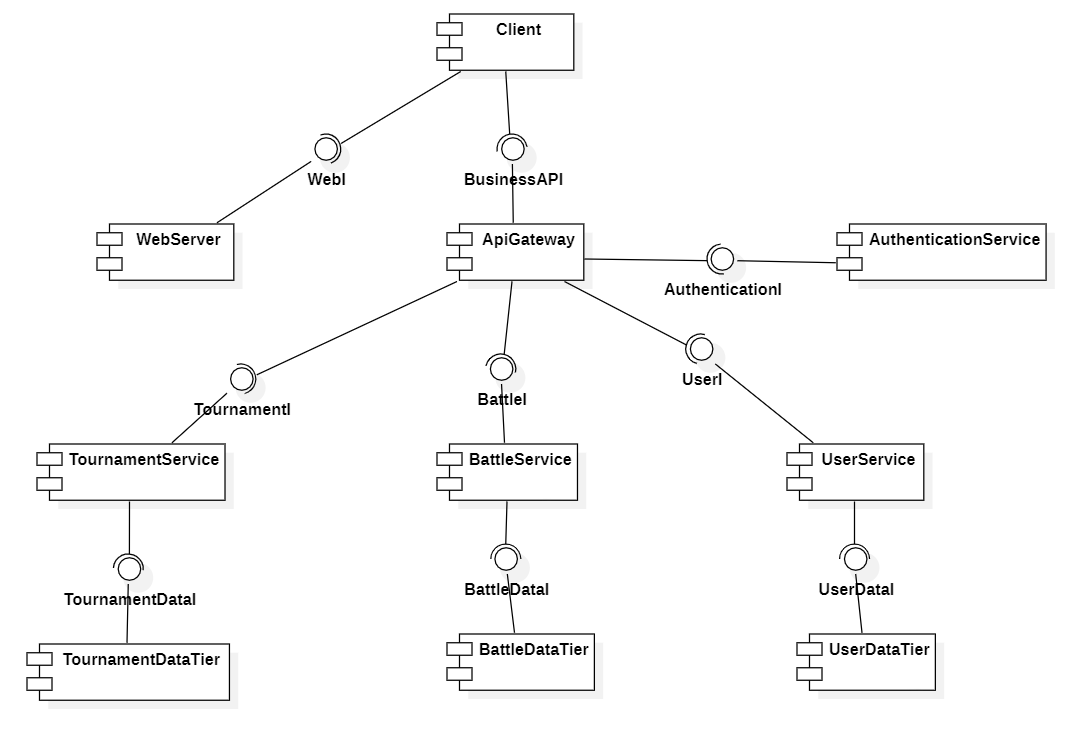 Client
WebI
BusinessAPI
WebServer
ApiGateway
AuthenticationService
AuthenticationI
UserI
BattleI
TournamentI
TournamentService
BattleService
UserService
TournamentDataI
BattleDataI
UserDataI
TournamentDataTier
BattleDataTier
UserDataTier